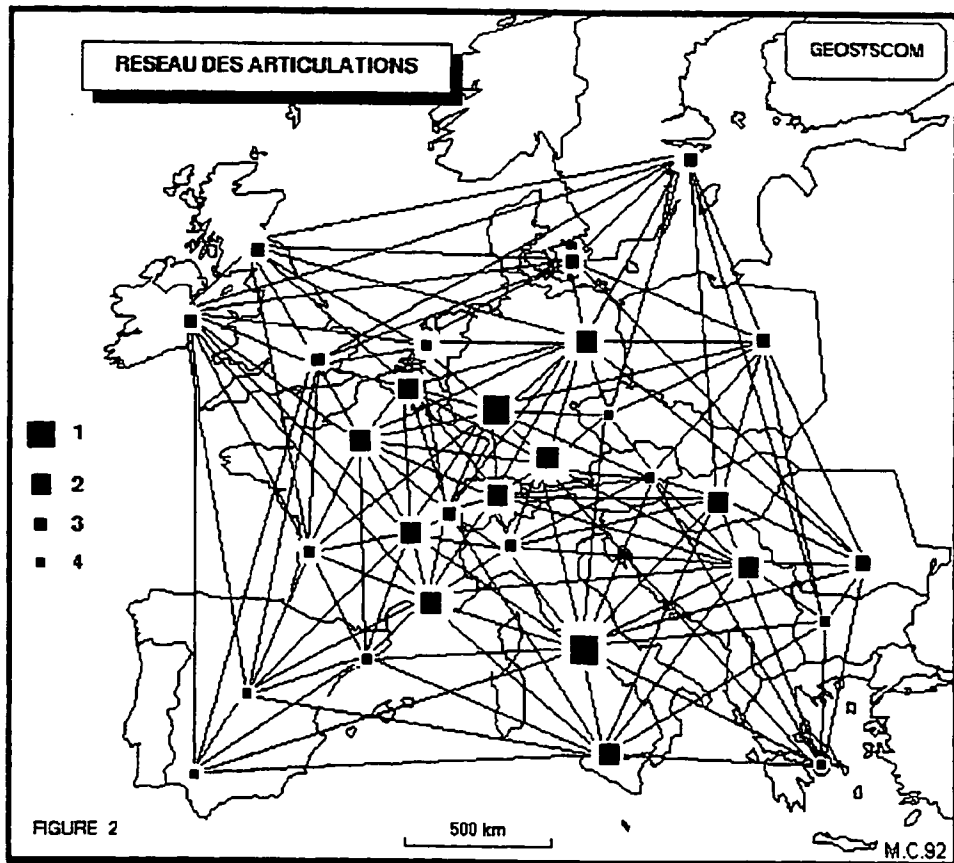 RESEAU DES ARTICULATIONS
GEOSTSCOM
1
2
3
4
FIGURE 2
500 km
M.C.92